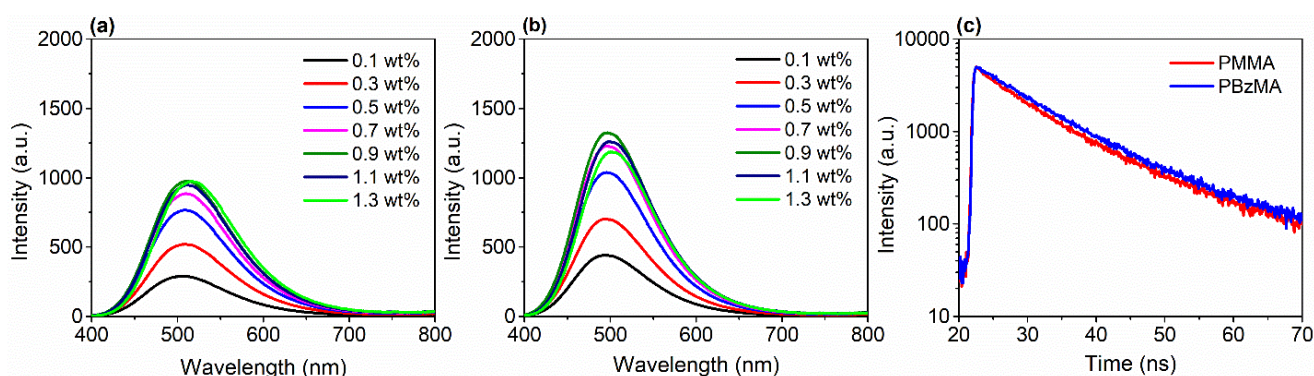 (a)
2000
1500
1000
500
0
400
500
600
700
800
Intensity (a.u.)
Wavelength (nm)
0.1 wt%
0.3 wt%
0.5 wt%
0.7 wt%
0.9 wt%
1.1 wt%
1.3 wt%
(b)
2000
1500
1000
500
0
400
500
600
700
800
Intensity (a.u.)
Wavelength (nm)
0.1 wt%
0.3 wt%
0.5 wt%
0.7 wt%
0.9 wt%
1.1 wt%
1.3 wt%
(c)
10000
1000
100
10
20
30
40
50
60
70
Intensity (a.u.)
Time (ns)
PMMA
PBzMA